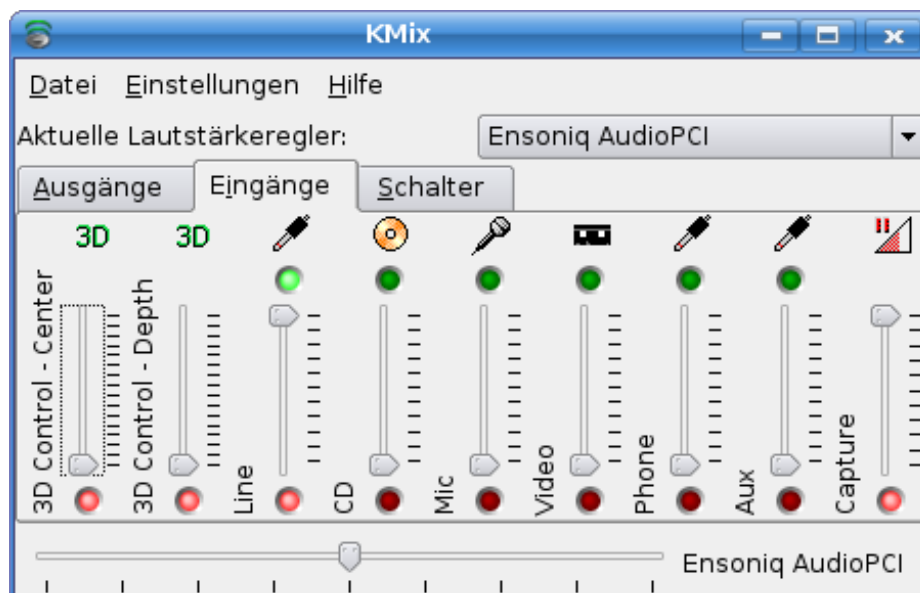 KMix
Datei Einstellungen Hilfe
Aktuelle Lautstärkeregler: Ensoniq AudioPCI
Ausgänge Eingänge Schalter
3D 3D
3D Control - Center
3D Control - Depth
Line
CD
Mic
Video
Phone
Aux
Capture
Ensoniq AudioPCI